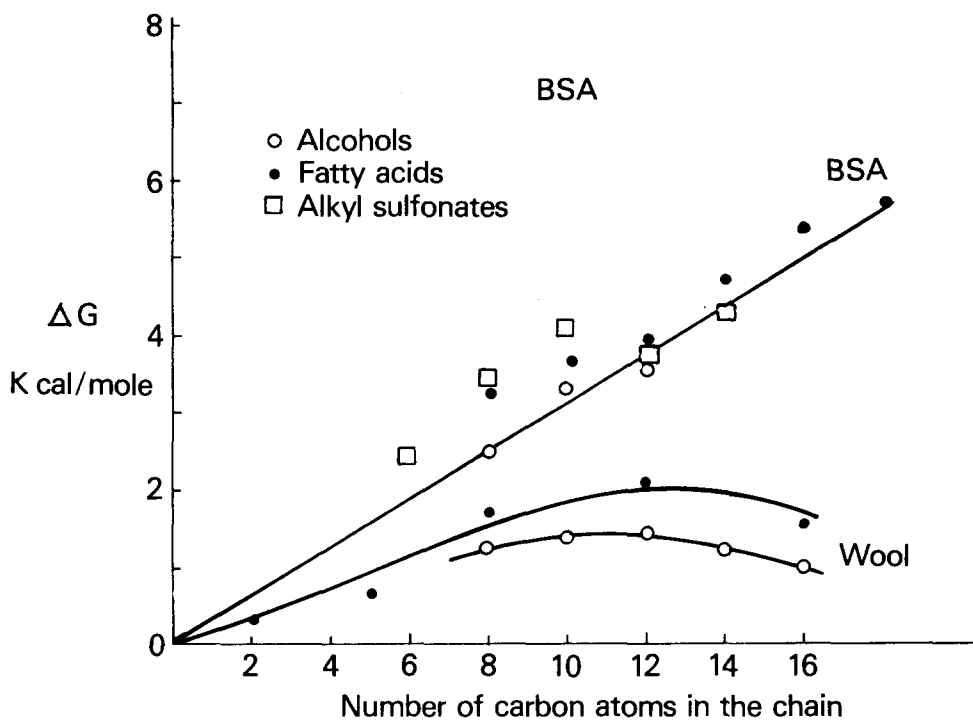 8
BSA
○ Alcohols
● Fatty acids
□ Alkyl sulfonates
BSA
6
ΔG
4
K cal/mole
2
Wool
0
2 4 6 8 10 12 14 16
Number of carbon atoms in the chain